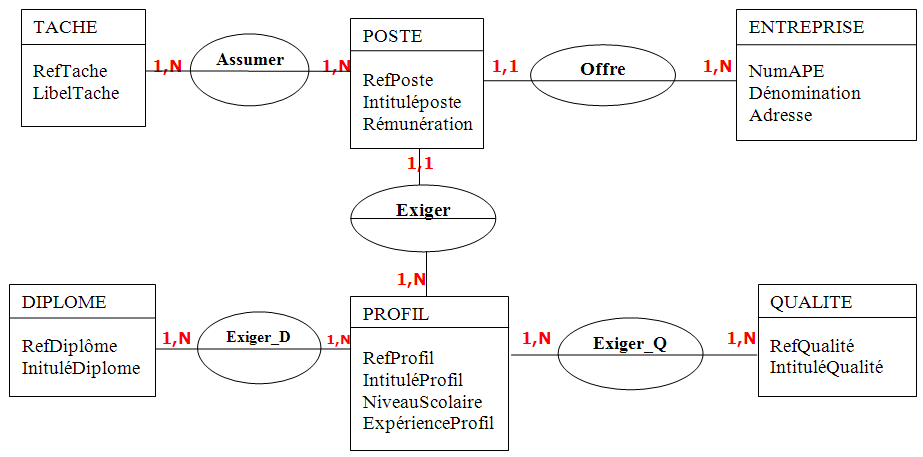 TACHE
RefTache
LibelTache
1,N
Assumer
1,N
POSTE
RefPoste
Intituléposte
Rémunération
1,1
Offre
1,N
ENTREPRISE
NumAPE
Dénomination
Adresse
1,1
Exiger
1,N
DIPLOME
RefDiplôme
InituléDiplome
1,N
Exiger_D
1,N
PROFIL
RefProfil
IntituléProfil
NiveauScolaire
ExpérienceProfil
1,N
Exiger_Q
1,N
QUALITE
RefQualité
IntituléQualité